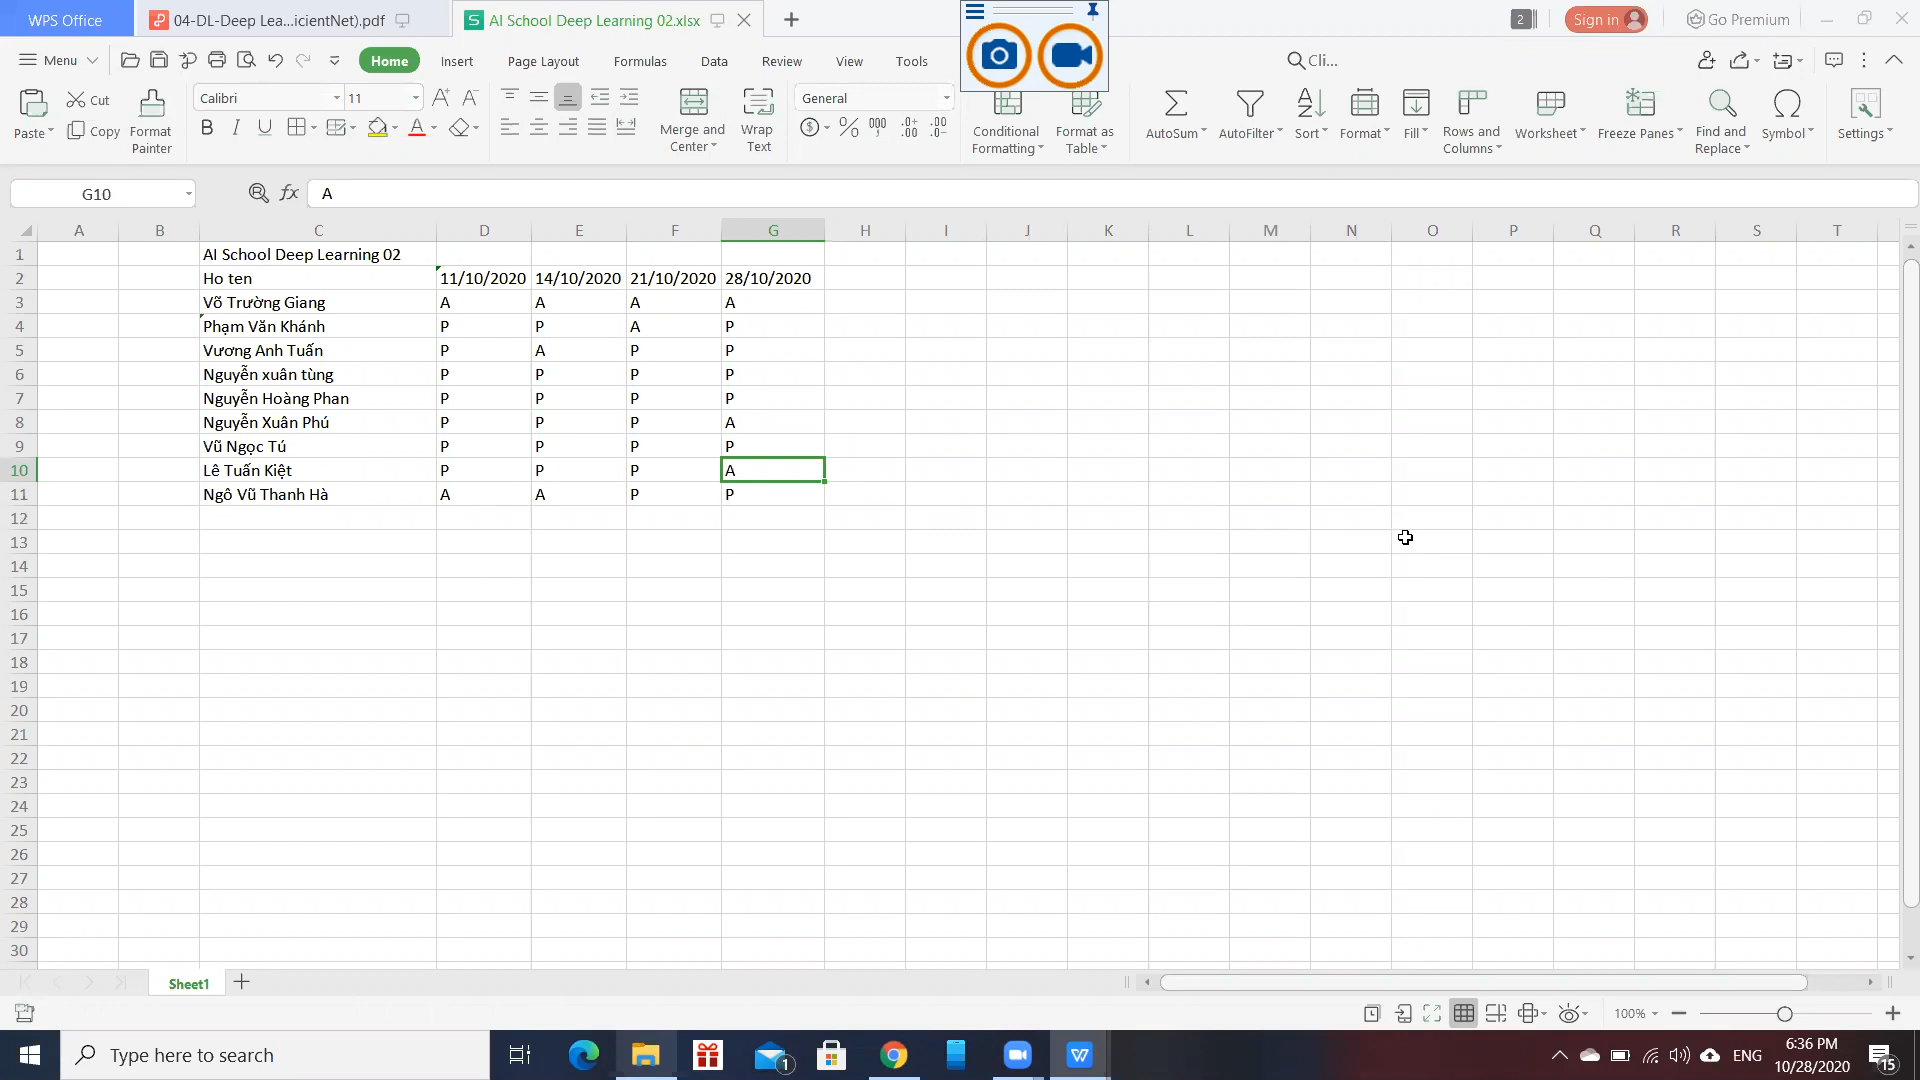 WPS Office 04-DL-Deep Lea...icientNet).pdf AI School Deep Learning 02.xlsx 2 Sign in Go Premium
Menu Home Insert Page Layout Formulas Data Review View Tools Cli...
Paste Cut Copy Format Painter Calibri 11 Merge and Center Wrap Text General Conditional Formatting Format as Table AutoSum AutoFilter Sort Format Fill Rows and Columns Worksheet Freeze Panes Find and Replace Symbol Settings
G10 fx A
A B C D E F G H I J K L M N O P Q R S T
1 AI School Deep Learning 02
2 Ho ten 11/10/2020 14/10/2020 21/10/2020 28/10/2020
3 Võ Trường Giang A A A A
4 Phạm Văn Khánh P P A P
5 Vương Anh Tuấn P A P P
6 Nguyễn xuân tùng P P P P
7 Nguyễn Hoàng Phan P P P P
8 Nguyễn Xuân Phú P P P A
9 Vũ Ngọc Tú P P P P
10 Lê Tuấn Kiệt P P P A
11 Ngô Vũ Thanh Hà A A P P
12
13
14
15
16
17
18
19
20
21
22
23
24
25
26
27
28
29
30
Sheet1
100%
Type here to search 1 ENG 6:36 PM
10/28/2020 15